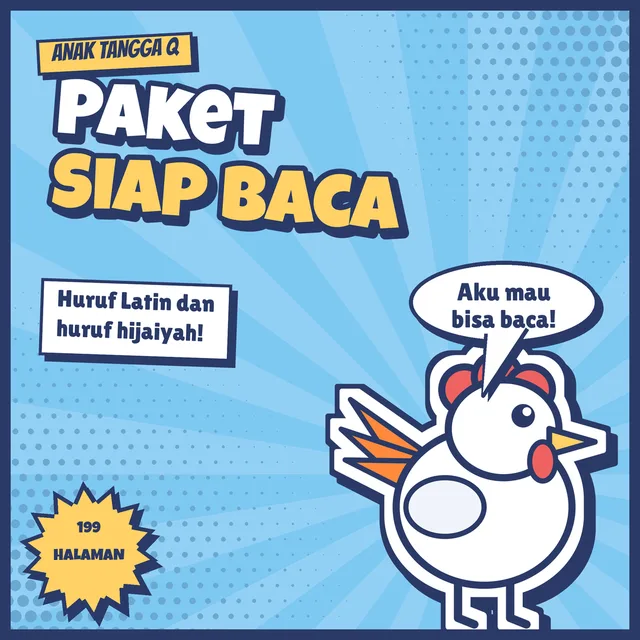 ANAK TANGGA Q
PAKET
SIAP BACA
Huruf Latin dan
huruf hijaiyah!
Aku mau
bisa baca!
199
HALAMAN